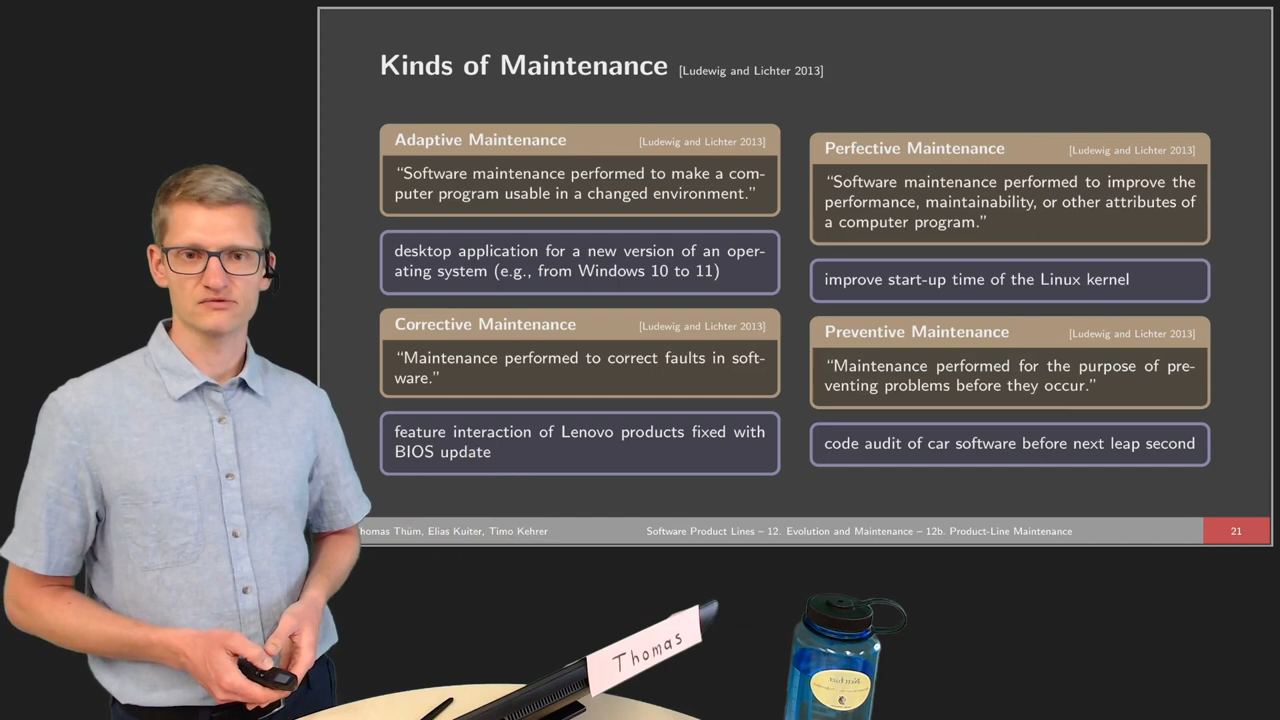 Kinds of Maintenance [Ludewig and Lichter 2013]
Adaptive Maintenance [Ludewig and Lichter 2013]
“Software maintenance performed to make a com-
puter program usable in a changed environment.”
desktop application for a new version of an oper-
ating system (e.g., from Windows 10 to 11)
Corrective Maintenance [Ludewig and Lichter 2013]
“Maintenance performed to correct faults in soft-
ware.”
feature interaction of Lenovo products fixed with
BIOS update
Perfective Maintenance [Ludewig and Lichter 2013]
“Software maintenance performed to improve the
performance, maintainability, or other attributes of
a computer program.”
improve start-up time of the Linux kernel
Preventive Maintenance [Ludewig and Lichter 2013]
“Maintenance performed for the purpose of pre-
venting problems before they occur.”
code audit of car software before next leap second
Thüm, Elias Kuiter, Timo Kehrer
Software Product Lines – 12. Evolution and Maintenance – 12b. Product-Line Maintenance
21
Thomas